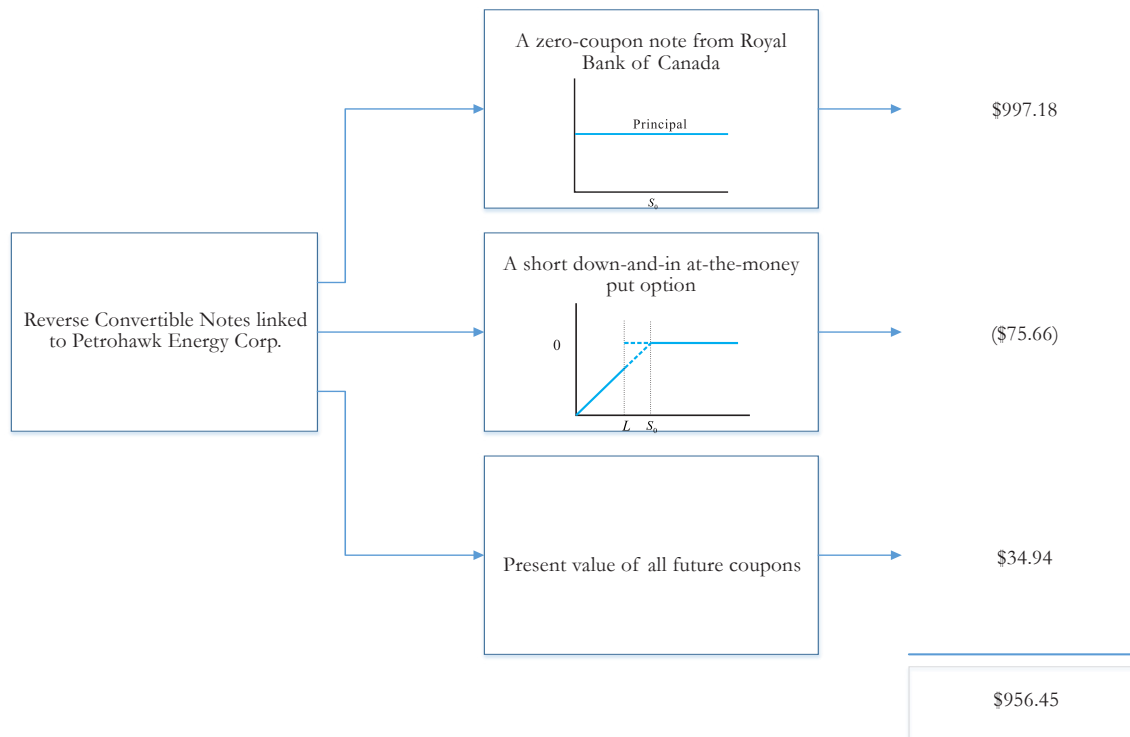 A zero-coupon note from Royal
Bank of Canada
Principal
S₀
$997.18
Reverse Convertible Notes linked
to Petrohawk Energy Corp.
A short down-and-in at-the-money
put option
0
L S₀
($75.66)
Present value of all future coupons
$34.94
$956.45